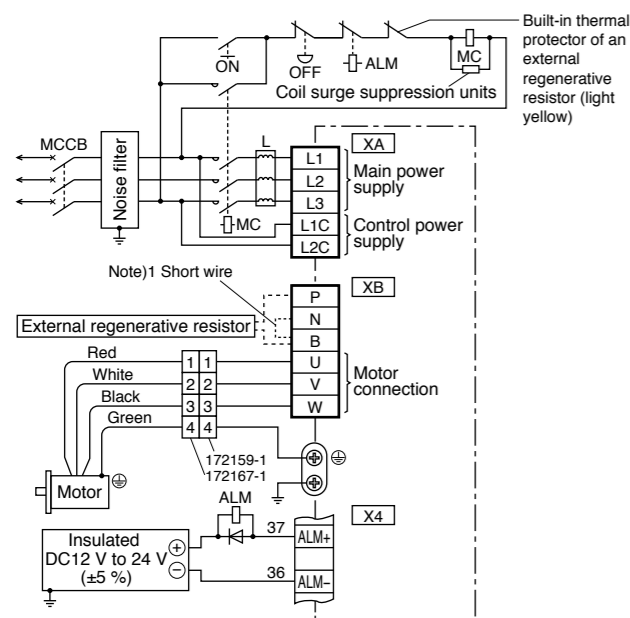 Built-in thermal
protector of an
external
regenerative
resistor (light
yellow)
ON
OFF
ALM
MC
Coil surge suppression units
MCCB
Noise filter
L
XA
L1
L2
L3
L1C
L2C
Main power
supply
Control power
supply
MC
Note)1 Short wire
XB
External regenerative resistor
P
N
B
U
V
W
Motor
connection
Red
White
Black
Green
1 1
2 2
3 3
4 4
172159-1
172167-1
Motor
ALM
X4
Insulated
DC12 V to 24 V
(±5 %)
+
−
37
36
ALM+
ALM−